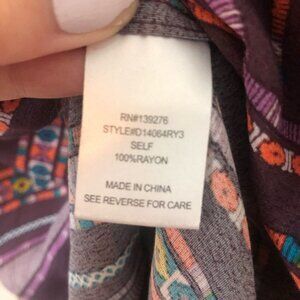 RN#139276
STYLE#D14064RY3
SELF
100%RAYON
MADE IN CHINA
SEE REVERSE FOR CARE